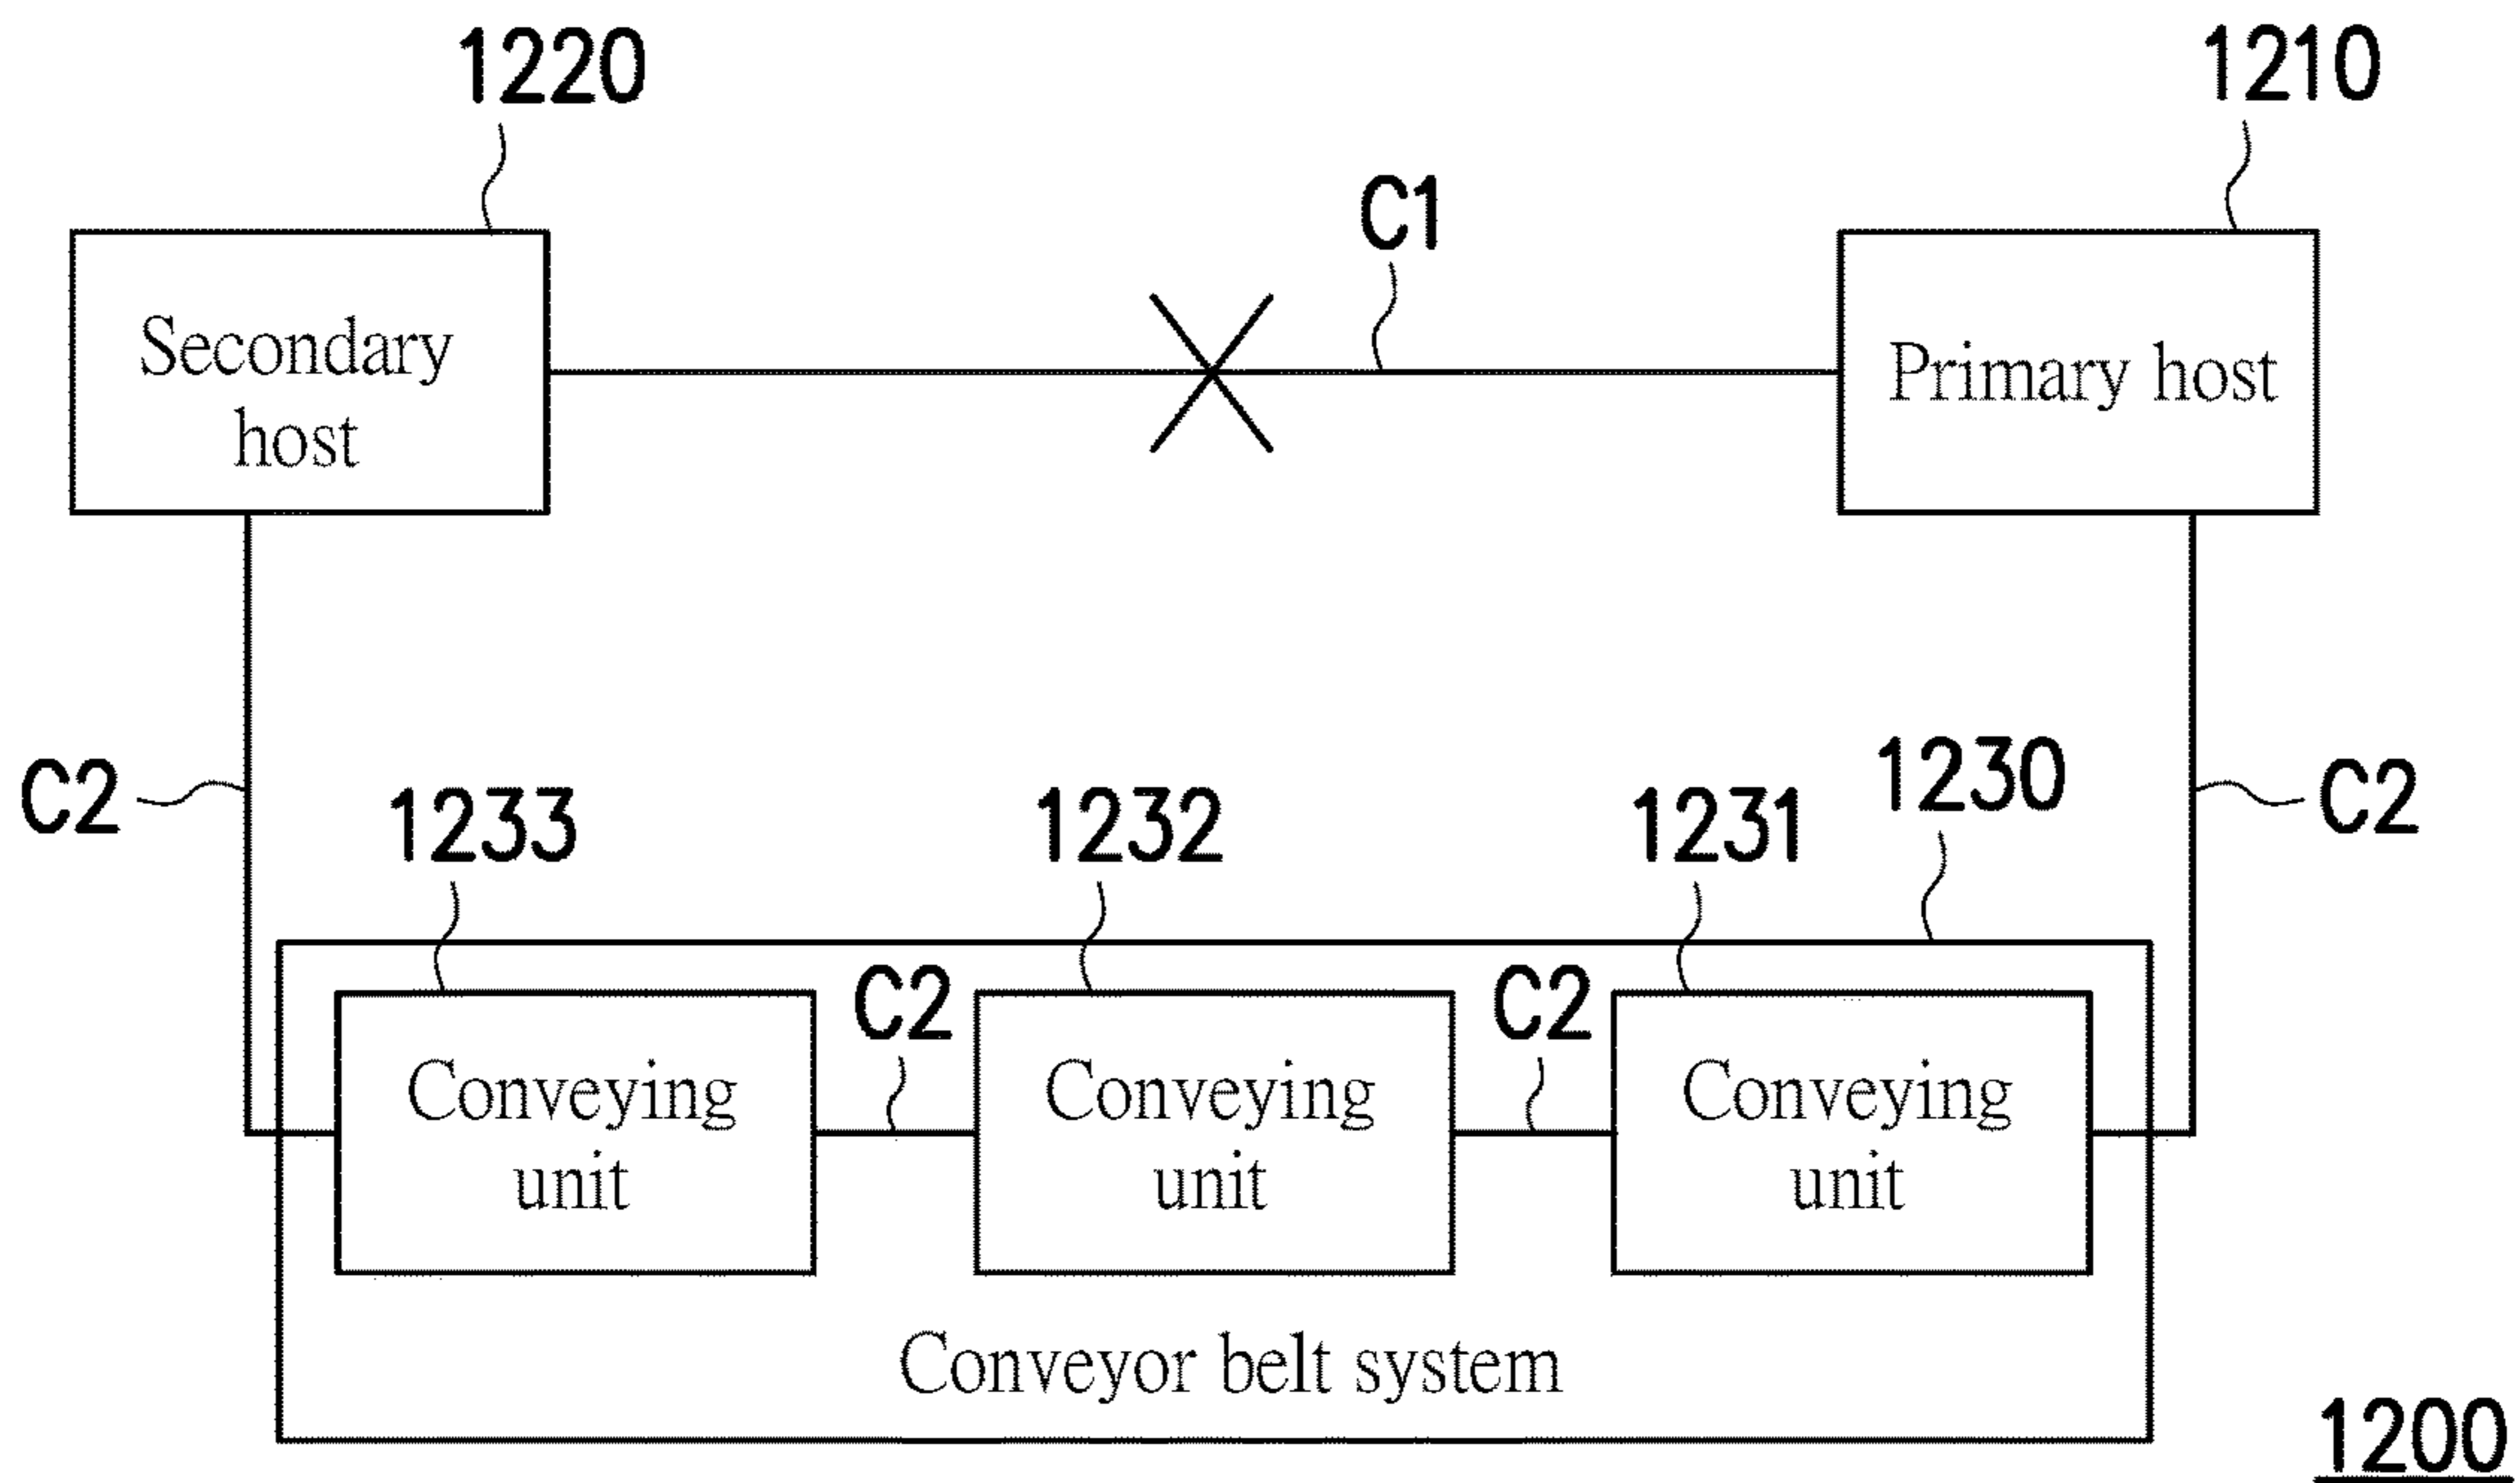 1220
1210
C1
Secondary
host
Primary host
C2
1233
1232
1231
1230
C2
C2
C2
Conveying
unit
Conveying
unit
Conveying
unit
Conveyor belt system
1200